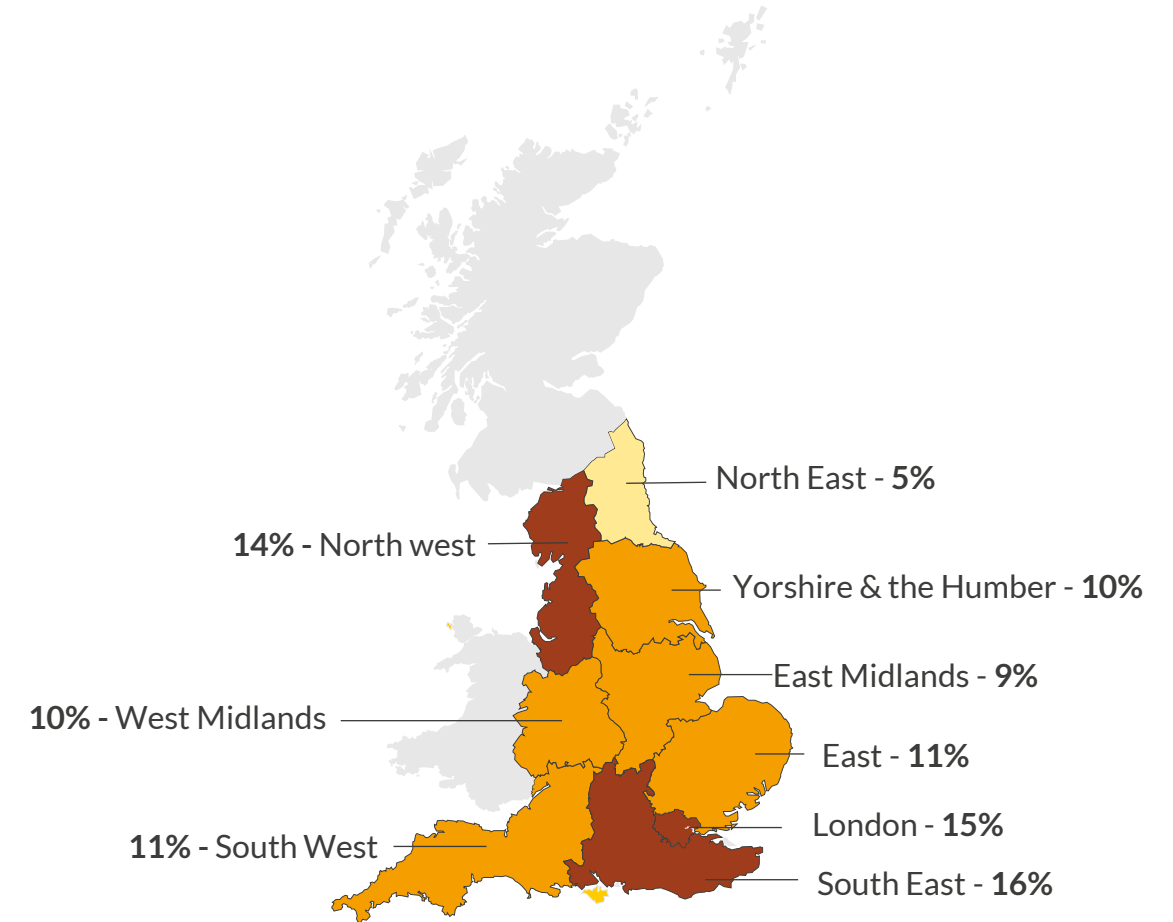 North East - 5%
14% - North west
Yorshire & the Humber - 10%
East Midlands - 9%
10% - West Midlands
East - 11%
London - 15%
11% - South West
South East - 16%